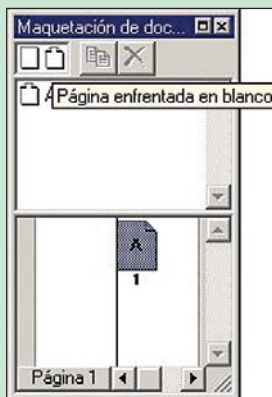 Maquetación de doc...
A
Página enfrentada en blanco
A
1
Página 1